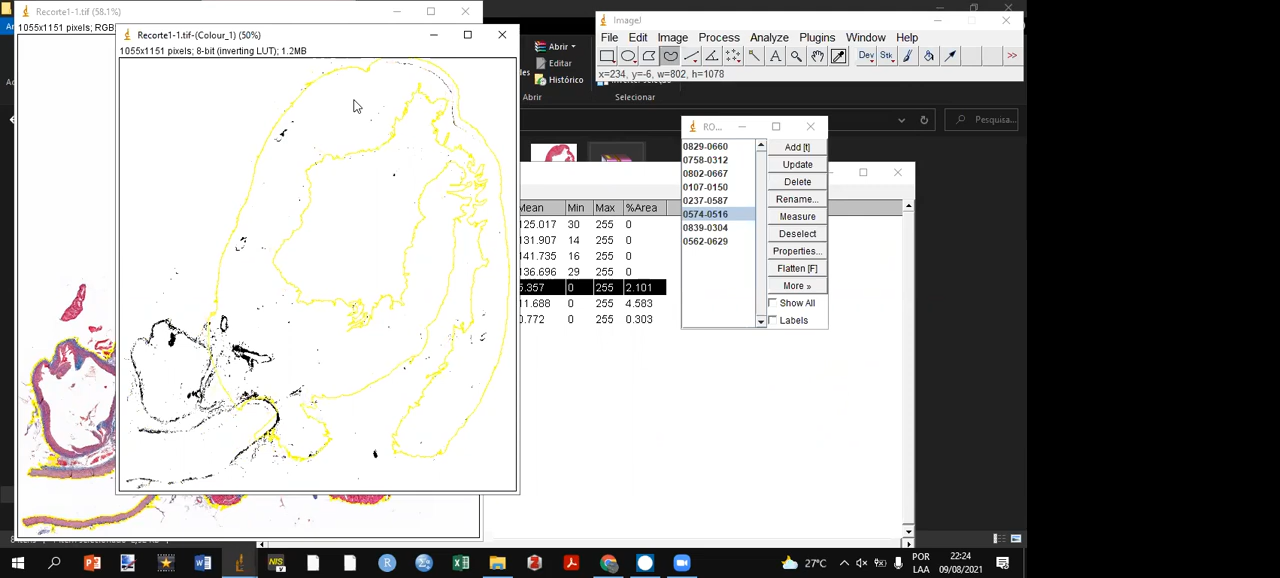 Recorte1-1.tif (58.1%)
1055x1151 pixels; RGB
Recorte1-1.tif-(Colour_1) (50%)
1055x1151 pixels; 8-bit (inverting LUT); 1.2MB
Abrir
Editar
Histórico
Abrir
Selecionar
ImageJ
File Edit Image Process Analyze Plugins Window Help
Dev Stk >>
x=234, y=-6, w=802, h=1078
Pesquisa...
RO...
0829-0660
0758-0312
0802-0667
0107-0150
0237-0587
0574-0516
0839-0304
0562-0629
Add [t]
Update
Delete
Rename...
Measure
Deselect
Properties...
Flatten [F]
More »
Show All
Labels
Mean Min Max %Area
125.017 30 255 0
131.907 14 255 0
141.735 16 255 0
136.696 29 255 0
5.357 0 255 2.101
11.688 0 255 4.583
0.772 0 255 0.303
27°C
POR
LAA
22:24
09/08/2021